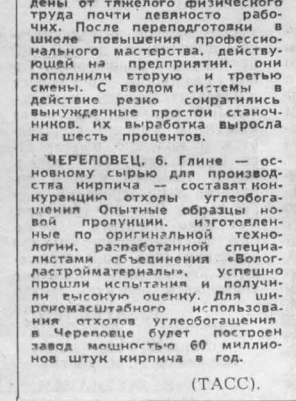 дены от тяжелого физического
труда почти девяносто рабо-
чих. После переподготовки в
школе повышения профессио-
нального мастерства, действу-
ющей на предприятии, они
пополнили вторую и третью
смены. С вводом системы в
действие резко сократились
вынужденные простои станоч-
ников, их выработка выросла
на шесть процентов.
ЧЕРЕПОВЕЦ, 6. Глине — ос-
новному сырью для производ-
ства кирпича — составят кон-
куренцию отходы углеобога-
щения Опытные образцы но-
вой продукции, изготовлен-
ные по оригинальной техно-
логии, разработанной специа-
листами объединения «Волог-
дастройматериалы», успешно
прошли испытания и получи-
ли высокую оценку. Для ши-
рокомасштабного использова-
ния отходов углеобогащения
в Череповце будет построен
завод мощностью 60 миллио-
нов штук кирпича в год.
(ТАСС).